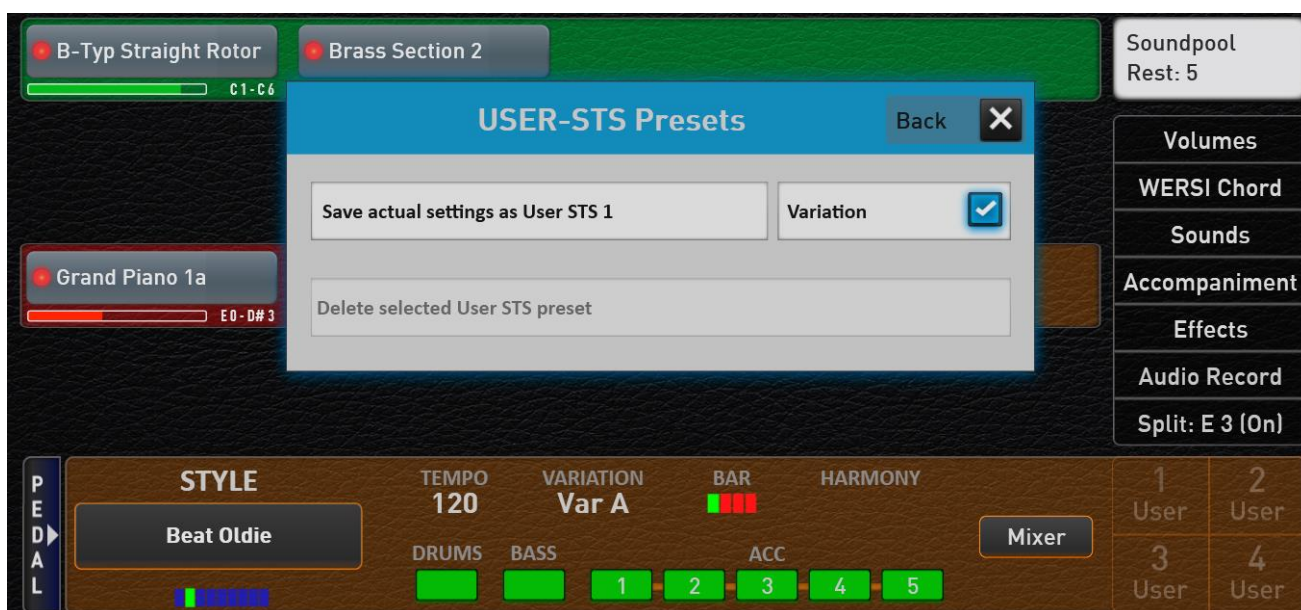 B-Typ Straight Rotor
Brass Section 2
C1-C6
Soundpool
Rest: 5
USER-STS Presets
Back
Save actual settings as User STS 1
Variation
Delete selected User STS preset
Grand Piano 1a
E0-D#3
Volumes
WERSI Chord
Sounds
Accompaniment
Effects
Audio Record
Split: E 3 (On)
PEDAL
STYLE
Beat Oldie
TEMPO
120
VARIATION
Var A
BAR
HARMONY
DRUMS
BASS
ACC
1
2
3
4
5
Mixer
1
User
2
User
3
User
4
User